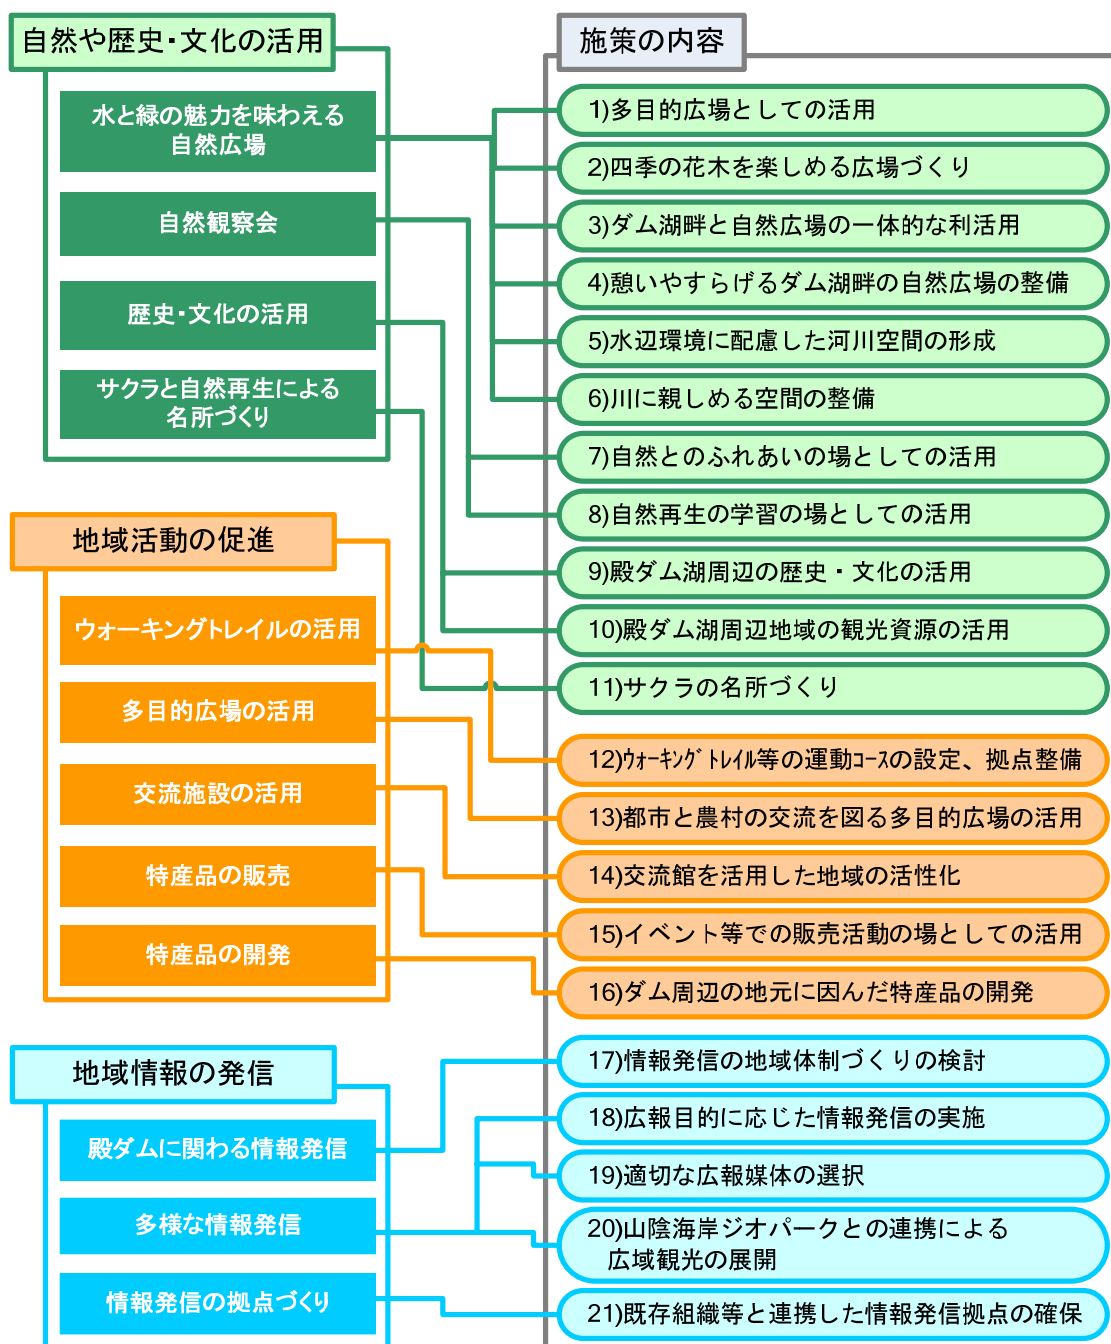 自然や歴史・文化の活用
水と緑の魅力を味わえる
自然広場
自然観察会
歴史・文化の活用
サクラと自然再生による
名所づくり
地域活動の促進
ウォーキングトレイルの活用
多目的広場の活用
交流施設の活用
特産品の販売
特産品の開発
地域情報の発信
殿ダムに関わる情報発信
多様な情報発信
情報発信の拠点づくり
施策の内容
1)多目的広場としての活用
2)四季の花木を楽しめる広場づくり
3)ダム湖畔と自然広場の一体的な利活用
4)憩いやすらげるダム湖畔の自然広場の整備
5)水辺環境に配慮した河川空間の形成
6)川に親しめる空間の整備
7)自然とのふれあいの場としての活用
8)自然再生の学習の場としての活用
9)殿ダム湖周辺の歴史・文化の活用
10)殿ダム湖周辺地域の観光資源の活用
11)サクラの名所づくり
12)ｳｫｰｷﾝｸﾞﾄﾚｲﾙ等の運動ｺｰｽの設定、拠点整備
13)都市と農村の交流を図る多目的広場の活用
14)交流館を活用した地域の活性化
15)イベント等での販売活動の場としての活用
16)ダム周辺の地元に因んだ特産品の開発
17)情報発信の地域体制づくりの検討
18)広報目的に応じた情報発信の実施
19)適切な広報媒体の選択
20)山陰海岸ジオパークとの連携による
広域観光の展開
21)既存組織等と連携した情報発信拠点の確保